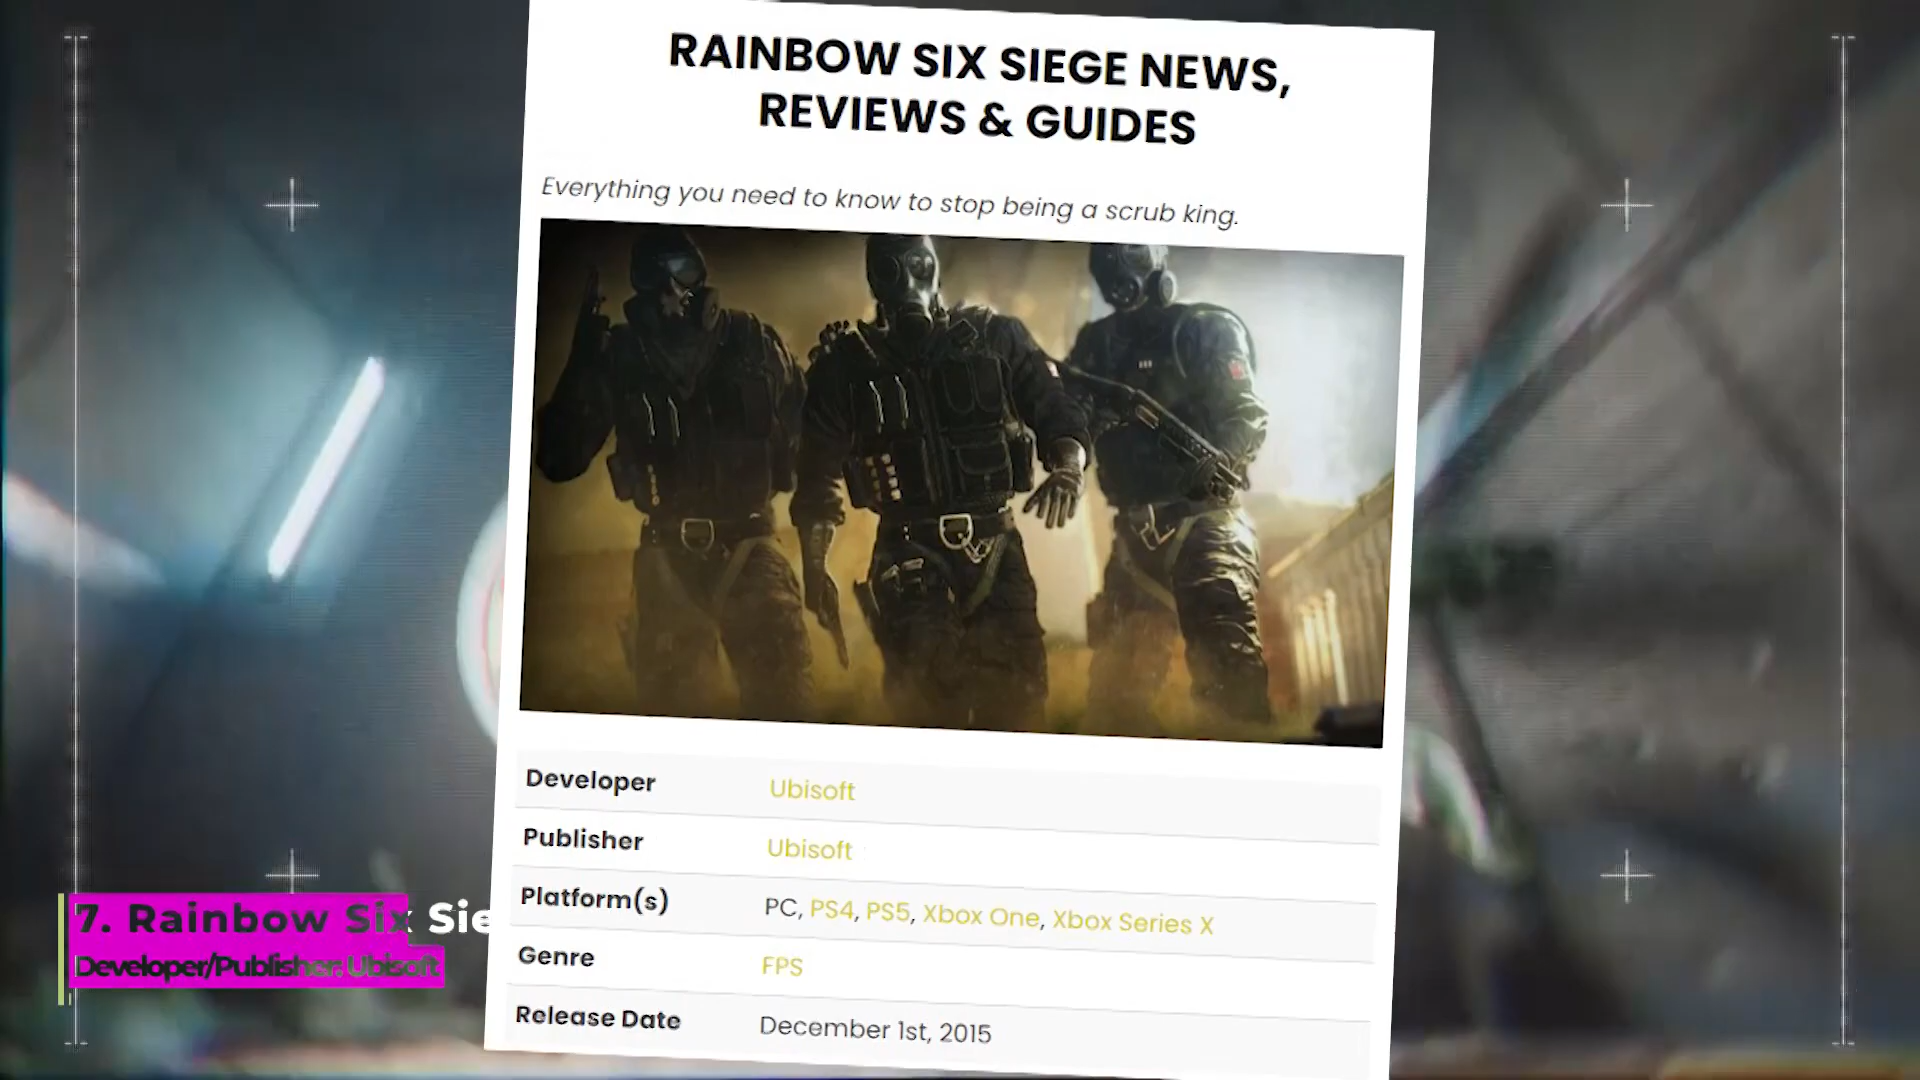 RAINBOW SIX SIEGE NEWS,
REVIEWS & GUIDES
Everything you need to know to stop being a scrub king.
Developer Ubisoft
Publisher Ubisoft
Platform(s) PC, PS4, PS5, Xbox One, Xbox Series X
Genre FPS
Release Date December 1st, 2015
7. Rainbow Six Sie
Developer/Publisher: Ubisoft